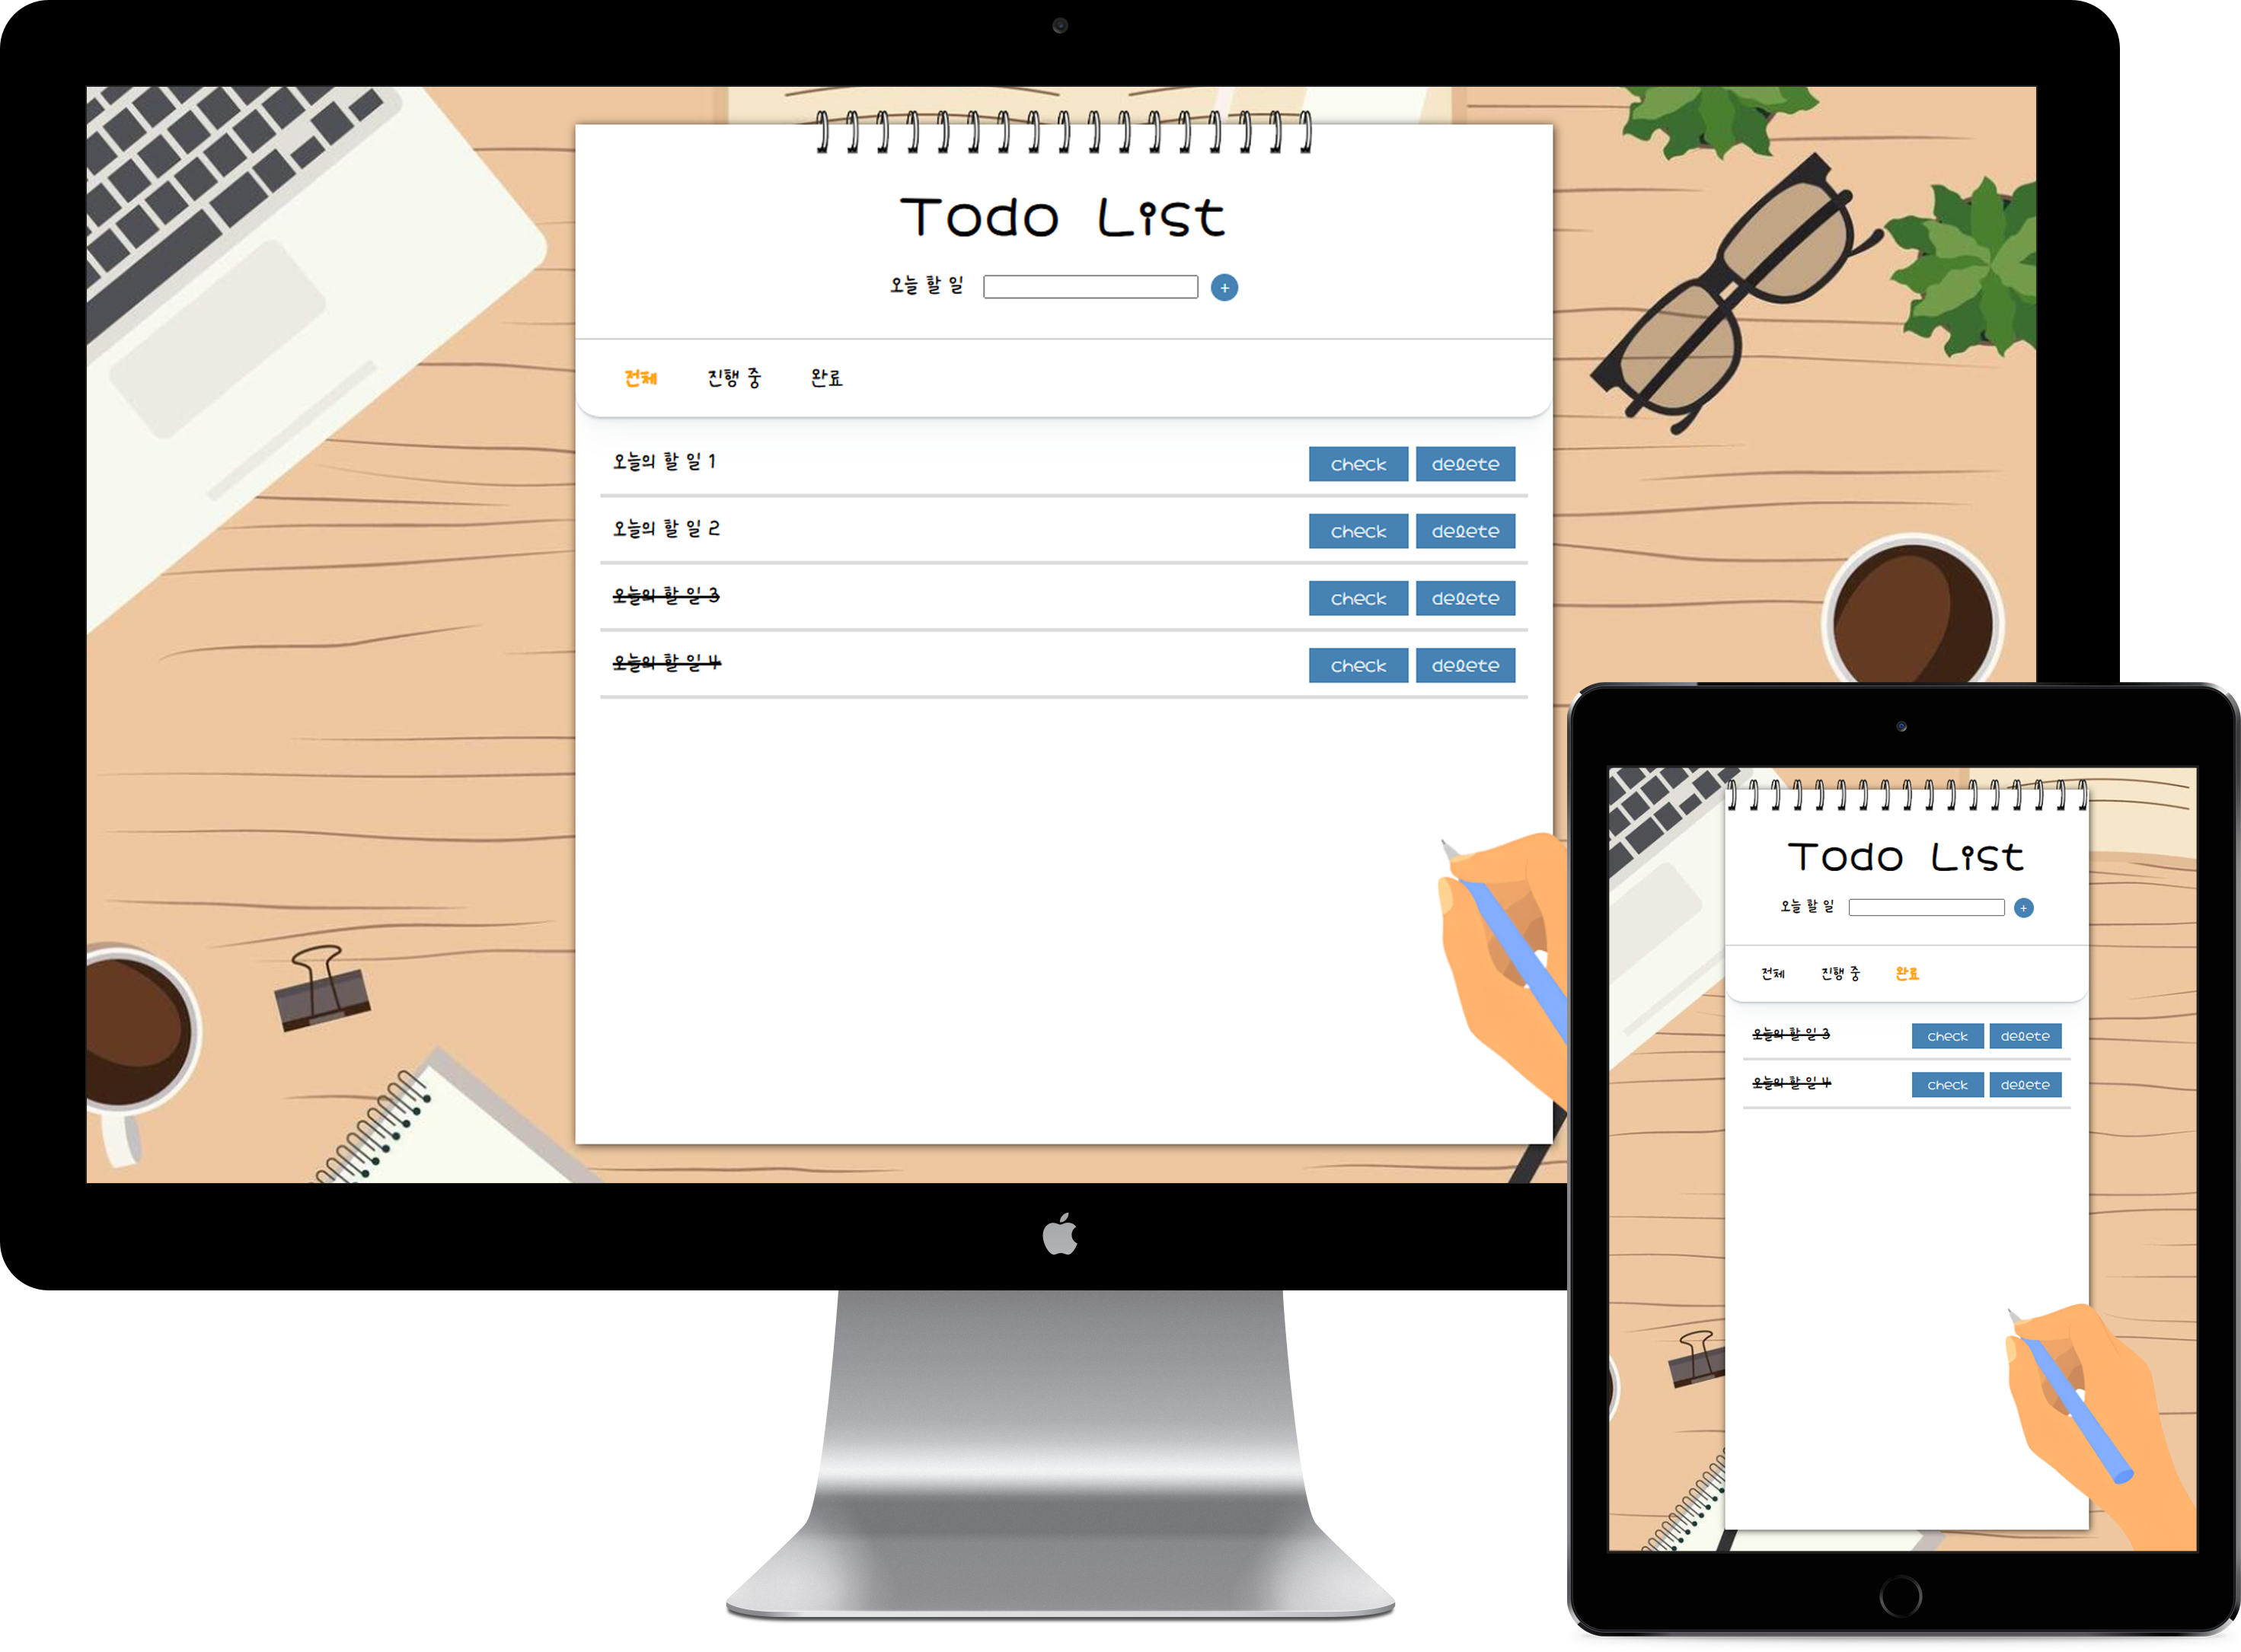 Todo List
오늘 할 일 +
전체 진행 중 완료
오늘의 할 일 1 check delete
오늘의 할 일 2 check delete
오늘의 할 일 3 check delete
오늘의 할 일 4 check delete
Todo List
오늘 할 일 +
전체 진행 중 완료
오늘의 할 일 3 check delete
오늘의 할 일 4 check delete